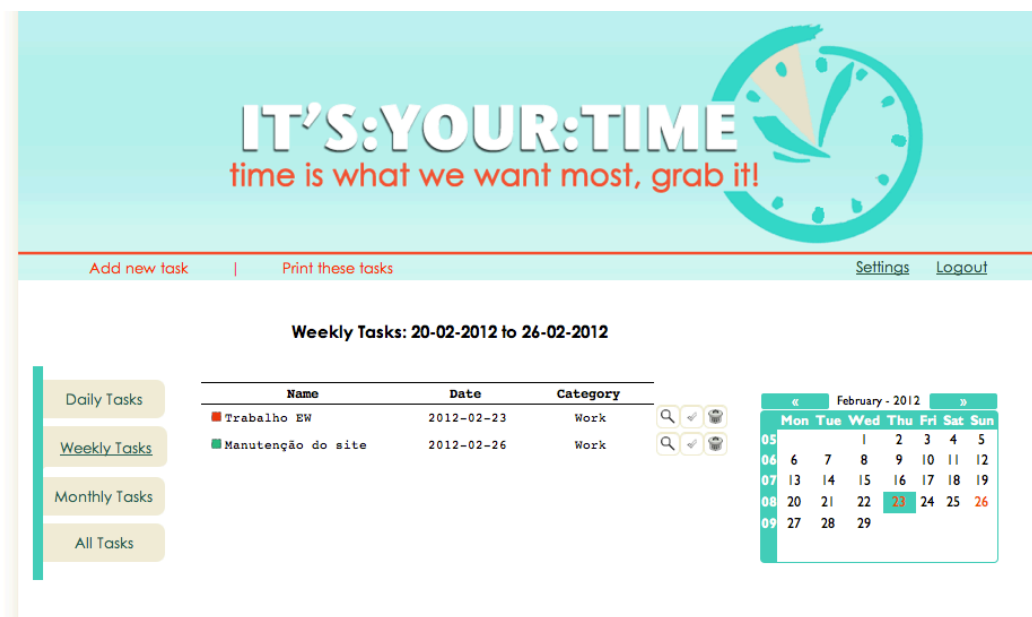 IT'S:YOUR:TIME
time is what we want most, grab it!
Add new task | Print these tasks Settings Logout
Weekly Tasks: 20-02-2012 to 26-02-2012
Daily Tasks
Weekly Tasks
Monthly Tasks
All Tasks
Name Date Category
Trabalho EW 2012-02-23 Work
Manutenção do site 2012-02-26 Work
« February - 2012 »
Mon Tue Wed Thu Fri Sat Sun
05 1 2 3 4 5
06 6 7 8 9 10 11 12
07 13 14 15 16 17 18 19
08 20 21 22 23 24 25 26
09 27 28 29